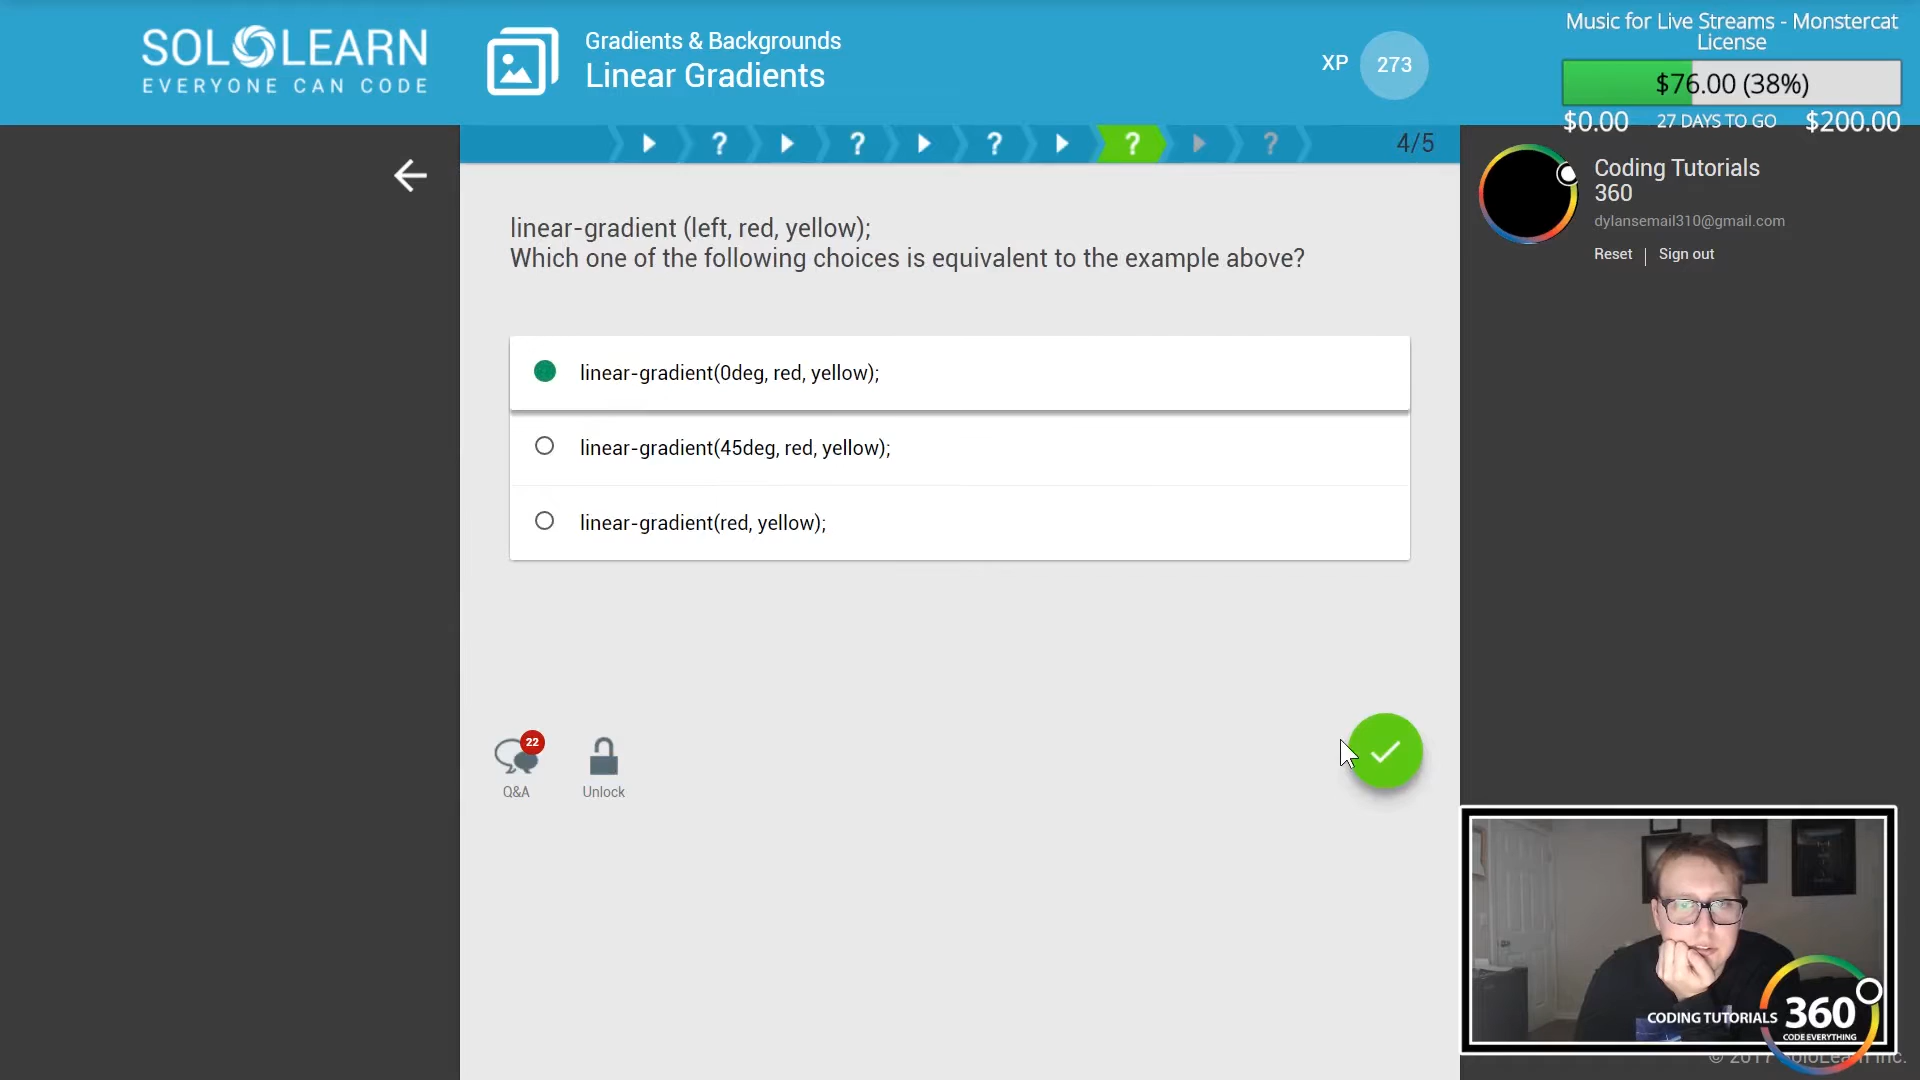 SOLOLEARN
EVERYONE CAN CODE
Gradients & Backgrounds
Linear Gradients
XP 273
Music for Live Streams - Monstercat
License
$76.00 (38%)
$0.00 27 DAYS TO GO $200.00
? ? ? ? ? 4/5
Coding Tutorials
360
dylansemail310@gmail.com
Reset | Sign out
linear-gradient (left, red, yellow);
Which one of the following choices is equivalent to the example above?
linear-gradient(0deg, red, yellow);
linear-gradient(45deg, red, yellow);
linear-gradient(red, yellow);
22
Q&A Unlock
CODING TUTORIALS 360
CODE EVERYTHING
© 2017 SoloLearn Inc.